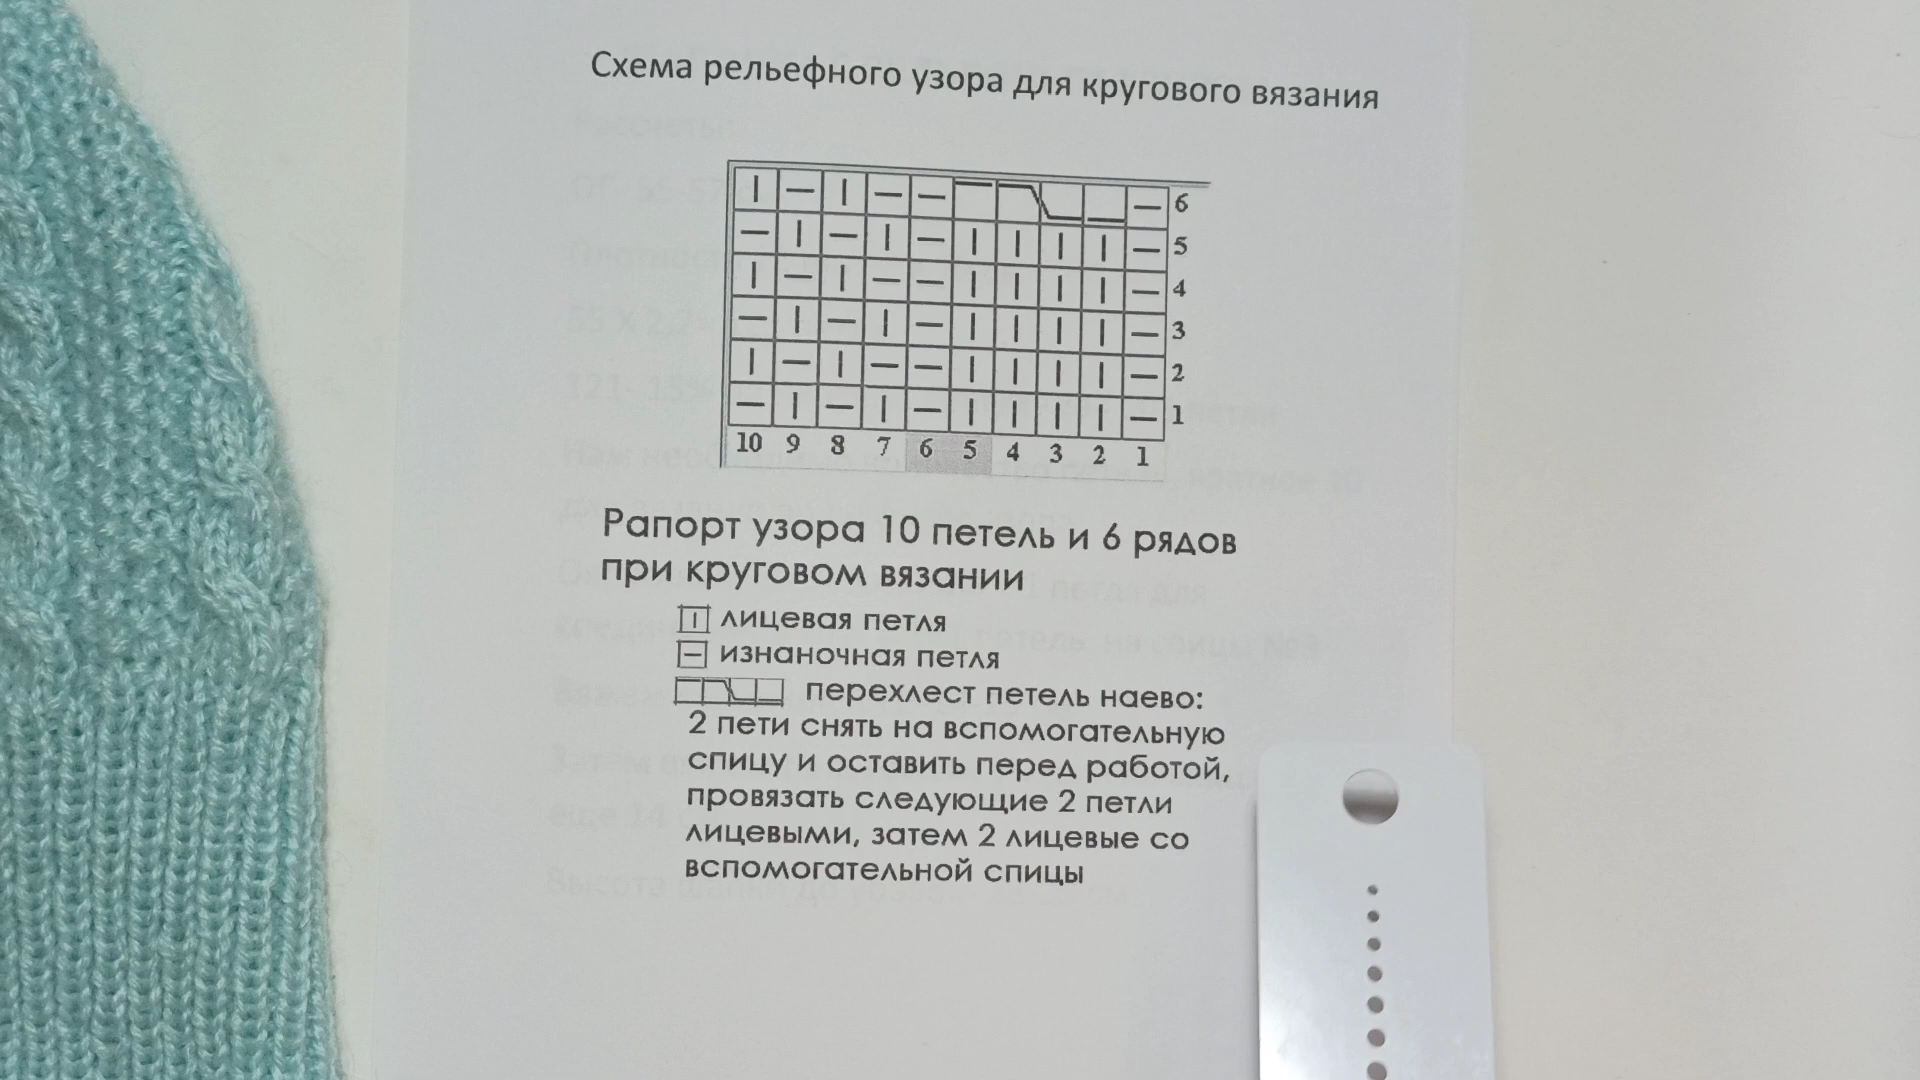 Схема рельефного узора для кругового вязания
6
5
4
3
2
1
10 9 8 7 6 5 4 3 2 1
Рапорт узора 10 петель и 6 рядов
при круговом вязании
лицевая петля
изнаночная петля
перехлест петель наево:
2 пети снять на вспомогательную
спицу и оставить перед работой,
провязать следующие 2 петли
лицевыми, затем 2 лицевые со
вспомогательной спицы